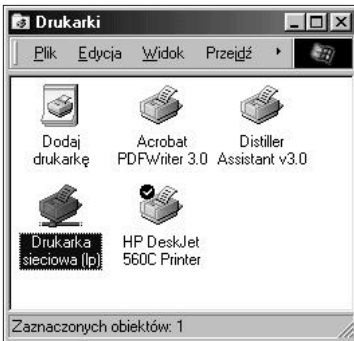 Drukarki
Plik Edycja Widok Przejdź
Dodaj drukarkę
Acrobat PDFWriter 3.0
Distiller Assistant v3.0
Drukarka sieciowa (lp)
HP DeskJet 560C Printer
Zaznaczonych obiektów: 1